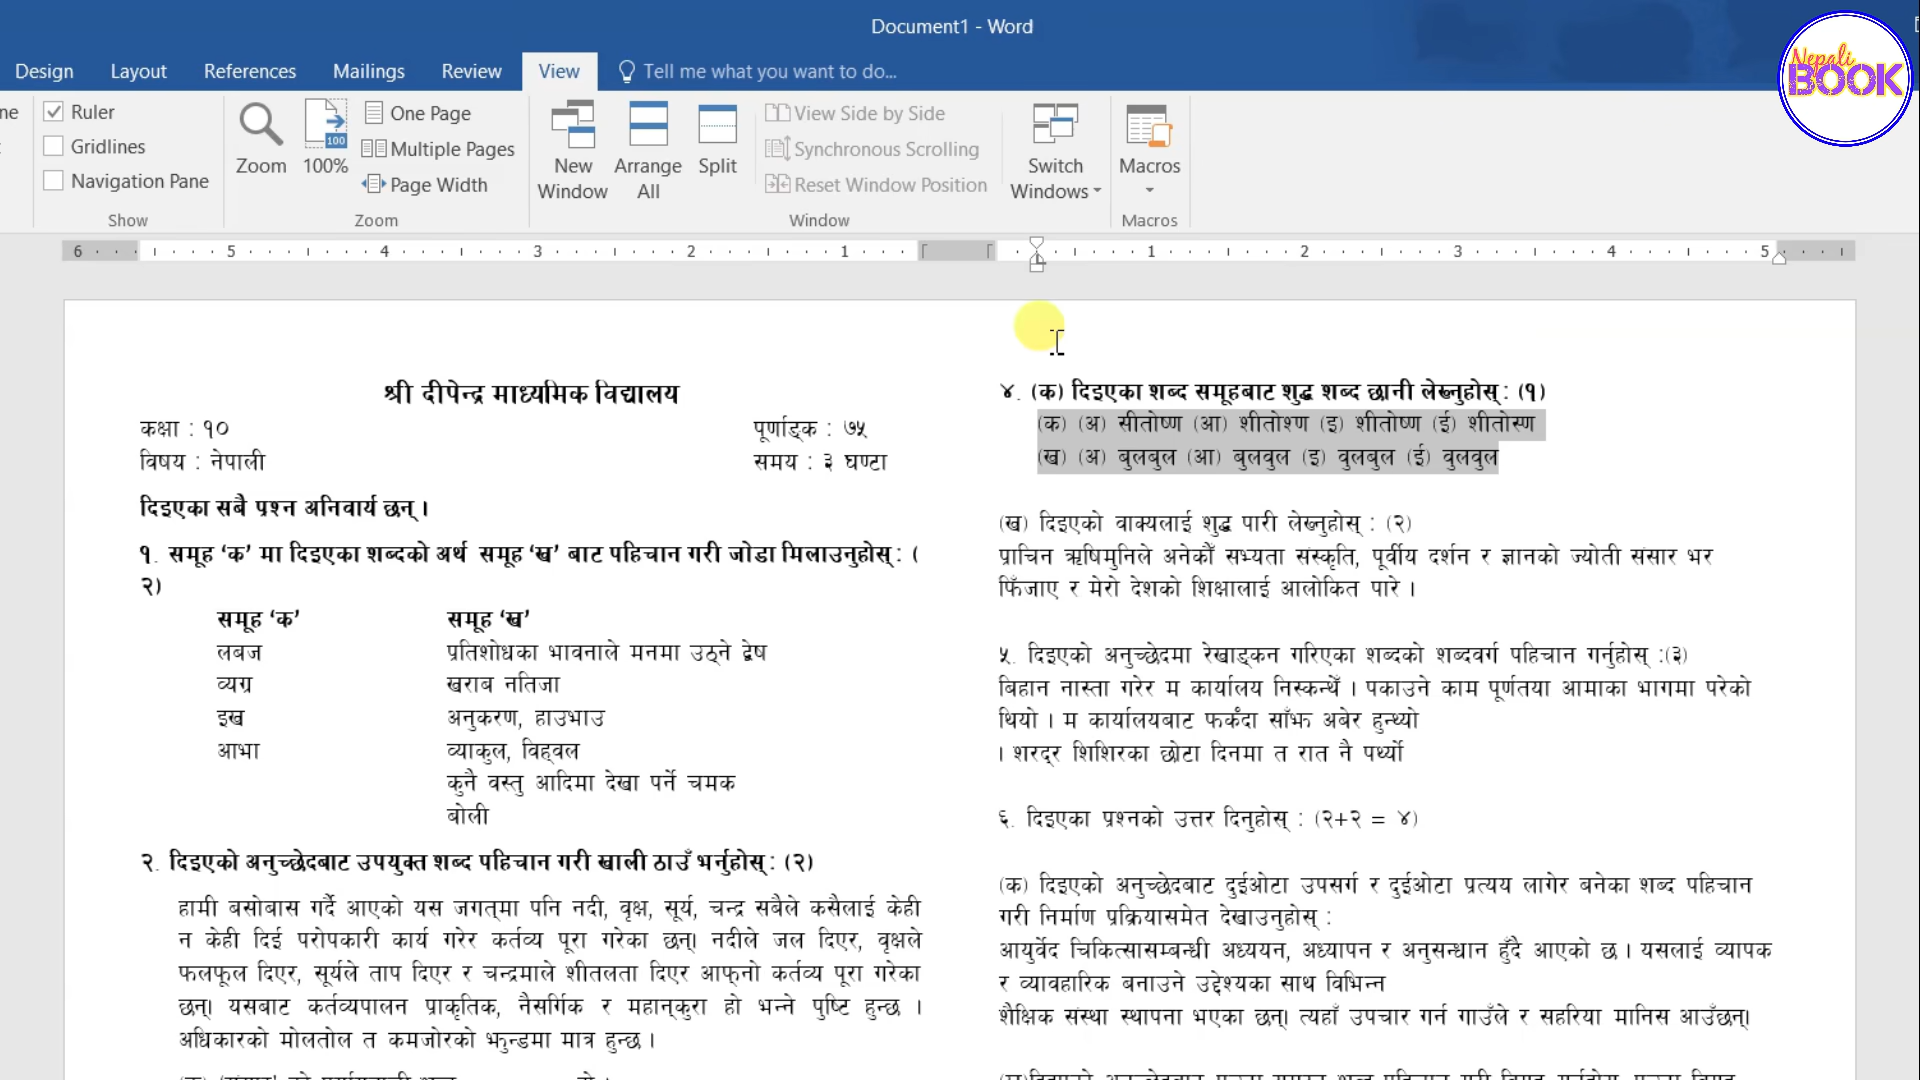 Document1 - Word
Nepali
BOOK
Design Layout References Mailings Review View Tell me what you want to do...
Ruler
Gridlines
Navigation Pane
Show
Zoom
100%
One Page
Multiple Pages
Page Width
Zoom
New Window
Arrange All
Split
View Side by Side
Synchronous Scrolling
Reset Window Position
Window
Switch Windows
Macros
Macros
6 5 4 3 2 1 1 2 3 4 5
श्री दीपेन्द्र माध्यमिक विद्यालय
कक्षा : १० पूर्णाङ्क : ७५
विषय : नेपाली समय : ३ घण्टा
दिइएका सबै प्रश्न अनिवार्य छन् ।
१. समूह ‘क’ मा दिइएका शब्दको अर्थ समूह ‘ख’ बाट पहिचान गरी जोडा मिलाउनुहोस् : (
२)
समूह ‘क’ समूह ‘ख’
लबज प्रतिशोधका भावनाले मनमा उठ्ने द्वेष
व्यग्र खराब नतिजा
इख अनुकरण, हाउभाउ
आभा व्याकुल, विह्वल
कुनै वस्तु आदिमा देखा पर्ने चमक
बोली
२. दिइएको अनुच्छेदबाट उपयुक्त शब्द पहिचान गरी खाली ठाउँ भर्नुहोस् : (२)
हामी बसोबास गर्दै आएको यस जगत्‌मा पनि नदी, वृक्ष, सूर्य, चन्द्र सबैले कसैलाई केही
न केही दिई परोपकारी कार्य गरेर कर्तव्य पूरा गरेका छन्। नदीले जल दिएर, वृक्षले
फलफूल दिएर, सूर्यले ताप दिएर र चन्द्रमाले शीतलता दिएर आफ्नो कर्तव्य पूरा गरेका
छन्। यसबाट कर्तव्यपालन प्राकृतिक, नैसर्गिक र महान्‌कुरा हो भन्ने पुष्टि हुन्छ ।
अधिकारको मोलतोल त कमजोरको झुन्डमा मात्र हुन्छ ।
४. (क) दिइएका शब्द समूहबाट शुद्ध शब्द छानी लेख्नुहोस् : (१)
(क) (अ) सीतोष्ण (आ) शीतोश्ण (इ) शीतोष्ण (ई) शीतोस्ण
(ख) (अ) बुलबुल (आ) बुलवुल (इ) वुलबुल (ई) वुलवुल
(ख) दिइएको वाक्यलाई शुद्ध पारी लेख्नुहोस् : (२)
प्राचिन ऋषिमुनिले अनेकौँ सभ्यता संस्कृति, पूर्वीय दर्शन र ज्ञानको ज्योती संसार भर
फिँजाए र मेरो देशको शिक्षालाई आलोकित पारे ।
५. दिइएको अनुच्छेदमा रेखाङ्कन गरिएका शब्दको शब्दवर्ग पहिचान गर्नुहोस् :(३)
बिहान नास्ता गरेर म कार्यालय निस्कन्थेँ । पकाउने काम पूर्णतया आमाका भागमा परेको
थियो । म कार्यालयबाट फर्कंदा साँझ अबेर हुन्थ्यो
। शरद्‌र शिशिरका छोटा दिनमा त रात नै पर्थ्यो
६. दिइएका प्रश्नको उत्तर दिनुहोस् : (२+२ = ४)
(क) दिइएको अनुच्छेदबाट दुईओटा उपसर्ग र दुईओटा प्रत्यय लागेर बनेका शब्द पहिचान
गरी निर्माण प्रक्रियासमेत देखाउनुहोस् :
आयुर्वेद चिकित्सासम्बन्धी अध्ययन, अध्यापन र अनुसन्धान हुँदै आएको छ । यसलाई व्यापक
र व्यावहारिक बनाउने उद्देश्यका साथ विभिन्न
शैक्षिक संस्था स्थापना भएका छन्। त्यहाँ उपचार गर्न गाउँले र सहरिया मानिस आउँछन्।